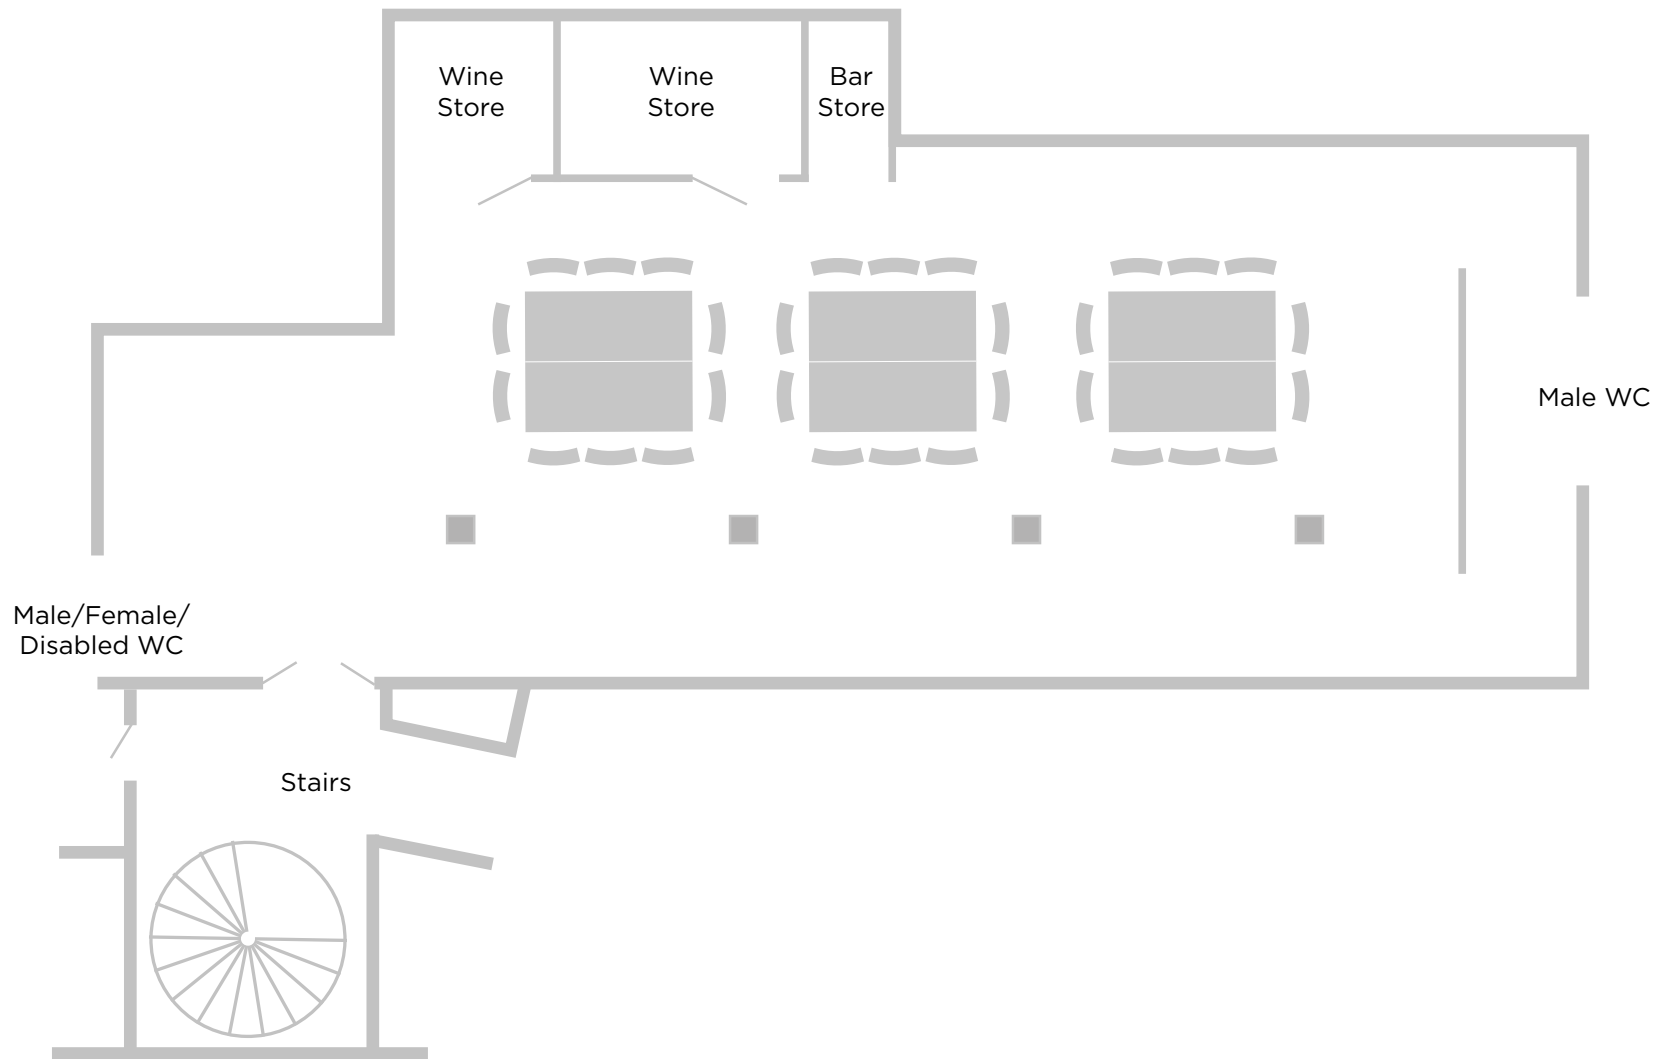 Wine
Store
Wine
Store
Bar
Store
Male WC
Male/Female/
Disabled WC
Stairs